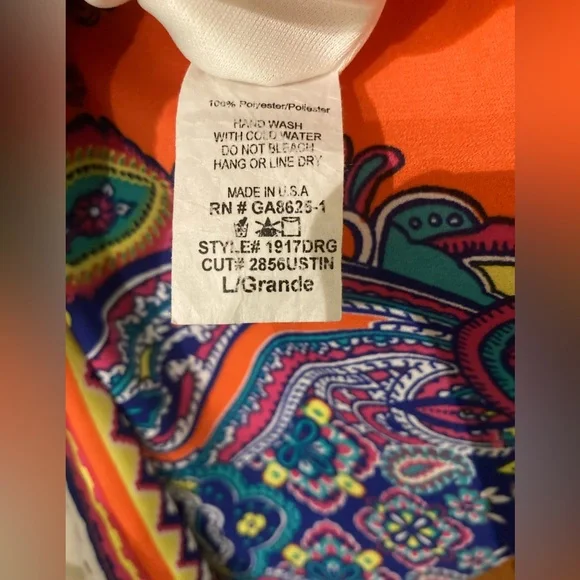 100% Polyester/Poliester
HAND WASH
WITH COLD WATER
DO NOT BLEACH
HANG OR LINE DRY
MADE IN U.S.A
RN # GA8625-1
STYLE# 1917DRG
CUT# 2856USTIN
L/Grande